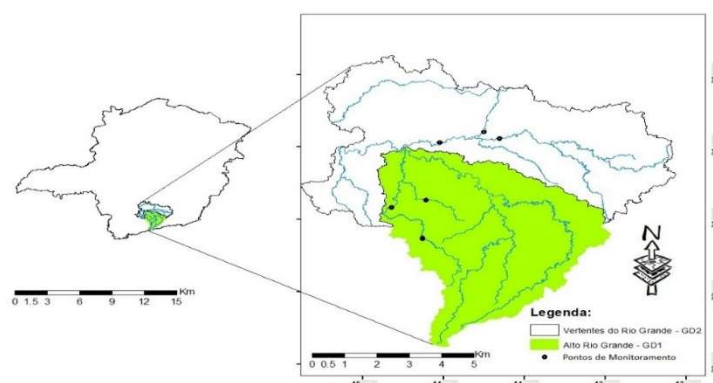 Km
0 1.5 3 6 9 12 15
N
Legenda:
Vertentes do Rio Grande - GD2
Alto Rio Grande - GD1
Pontos de Monitoramento
Km
0 0.5 1 2 3 4 5